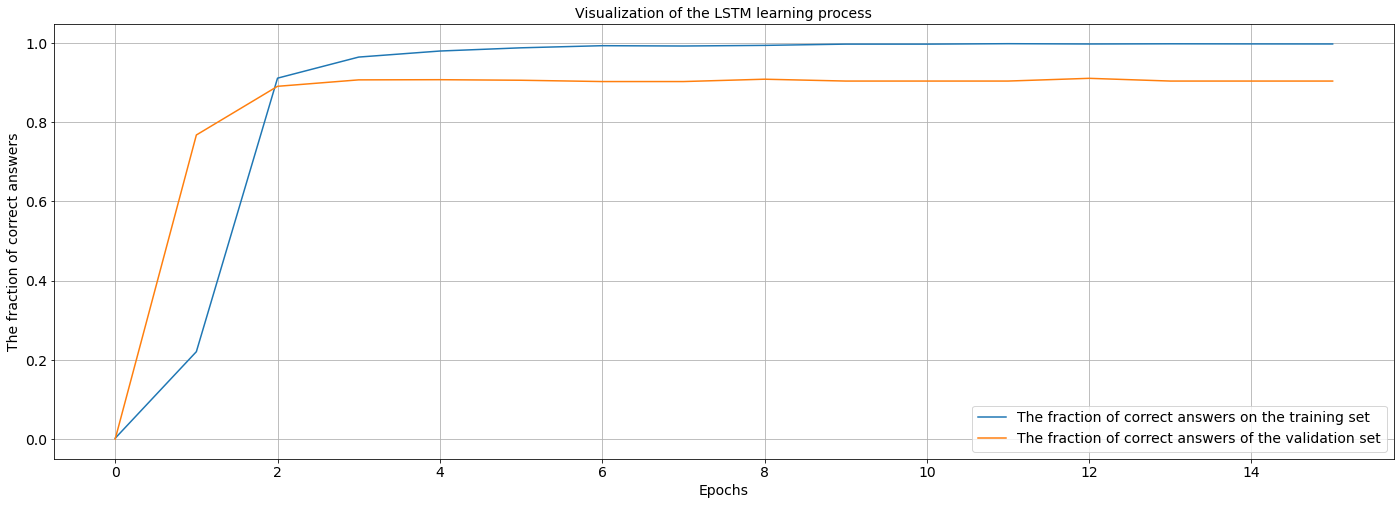 Visualization of the LSTM learning process
The fraction of correct answers
1.0
0.8
0.6
0.4
0.2
0.0
The fraction of correct answers on the training set
The fraction of correct answers of the validation set
0 2 4 6 8 10 12 14
Epochs